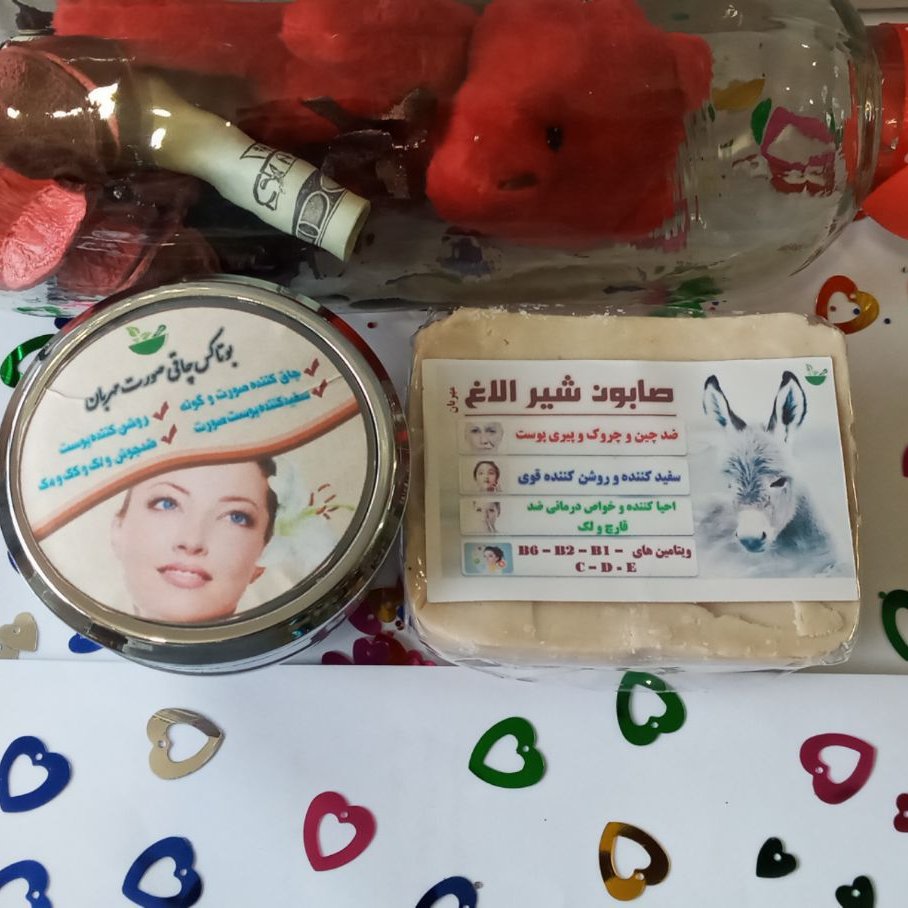 بوتاکس چاقی صورت مهربان
چاق کننده صورت و گونه
سفیدکننده پوست صورت
روشن کننده پوست
ضدجوش و لک و کک و مک
صابون شیر الاغ
مهربان
ضد چین و چروک و پیری پوست
سفید کننده و روشن کننده قوی
احیا کننده و خواص درمانی ضد
قارچ و لک
ویتامین های B6 - B2 - B1 -
C - D - E